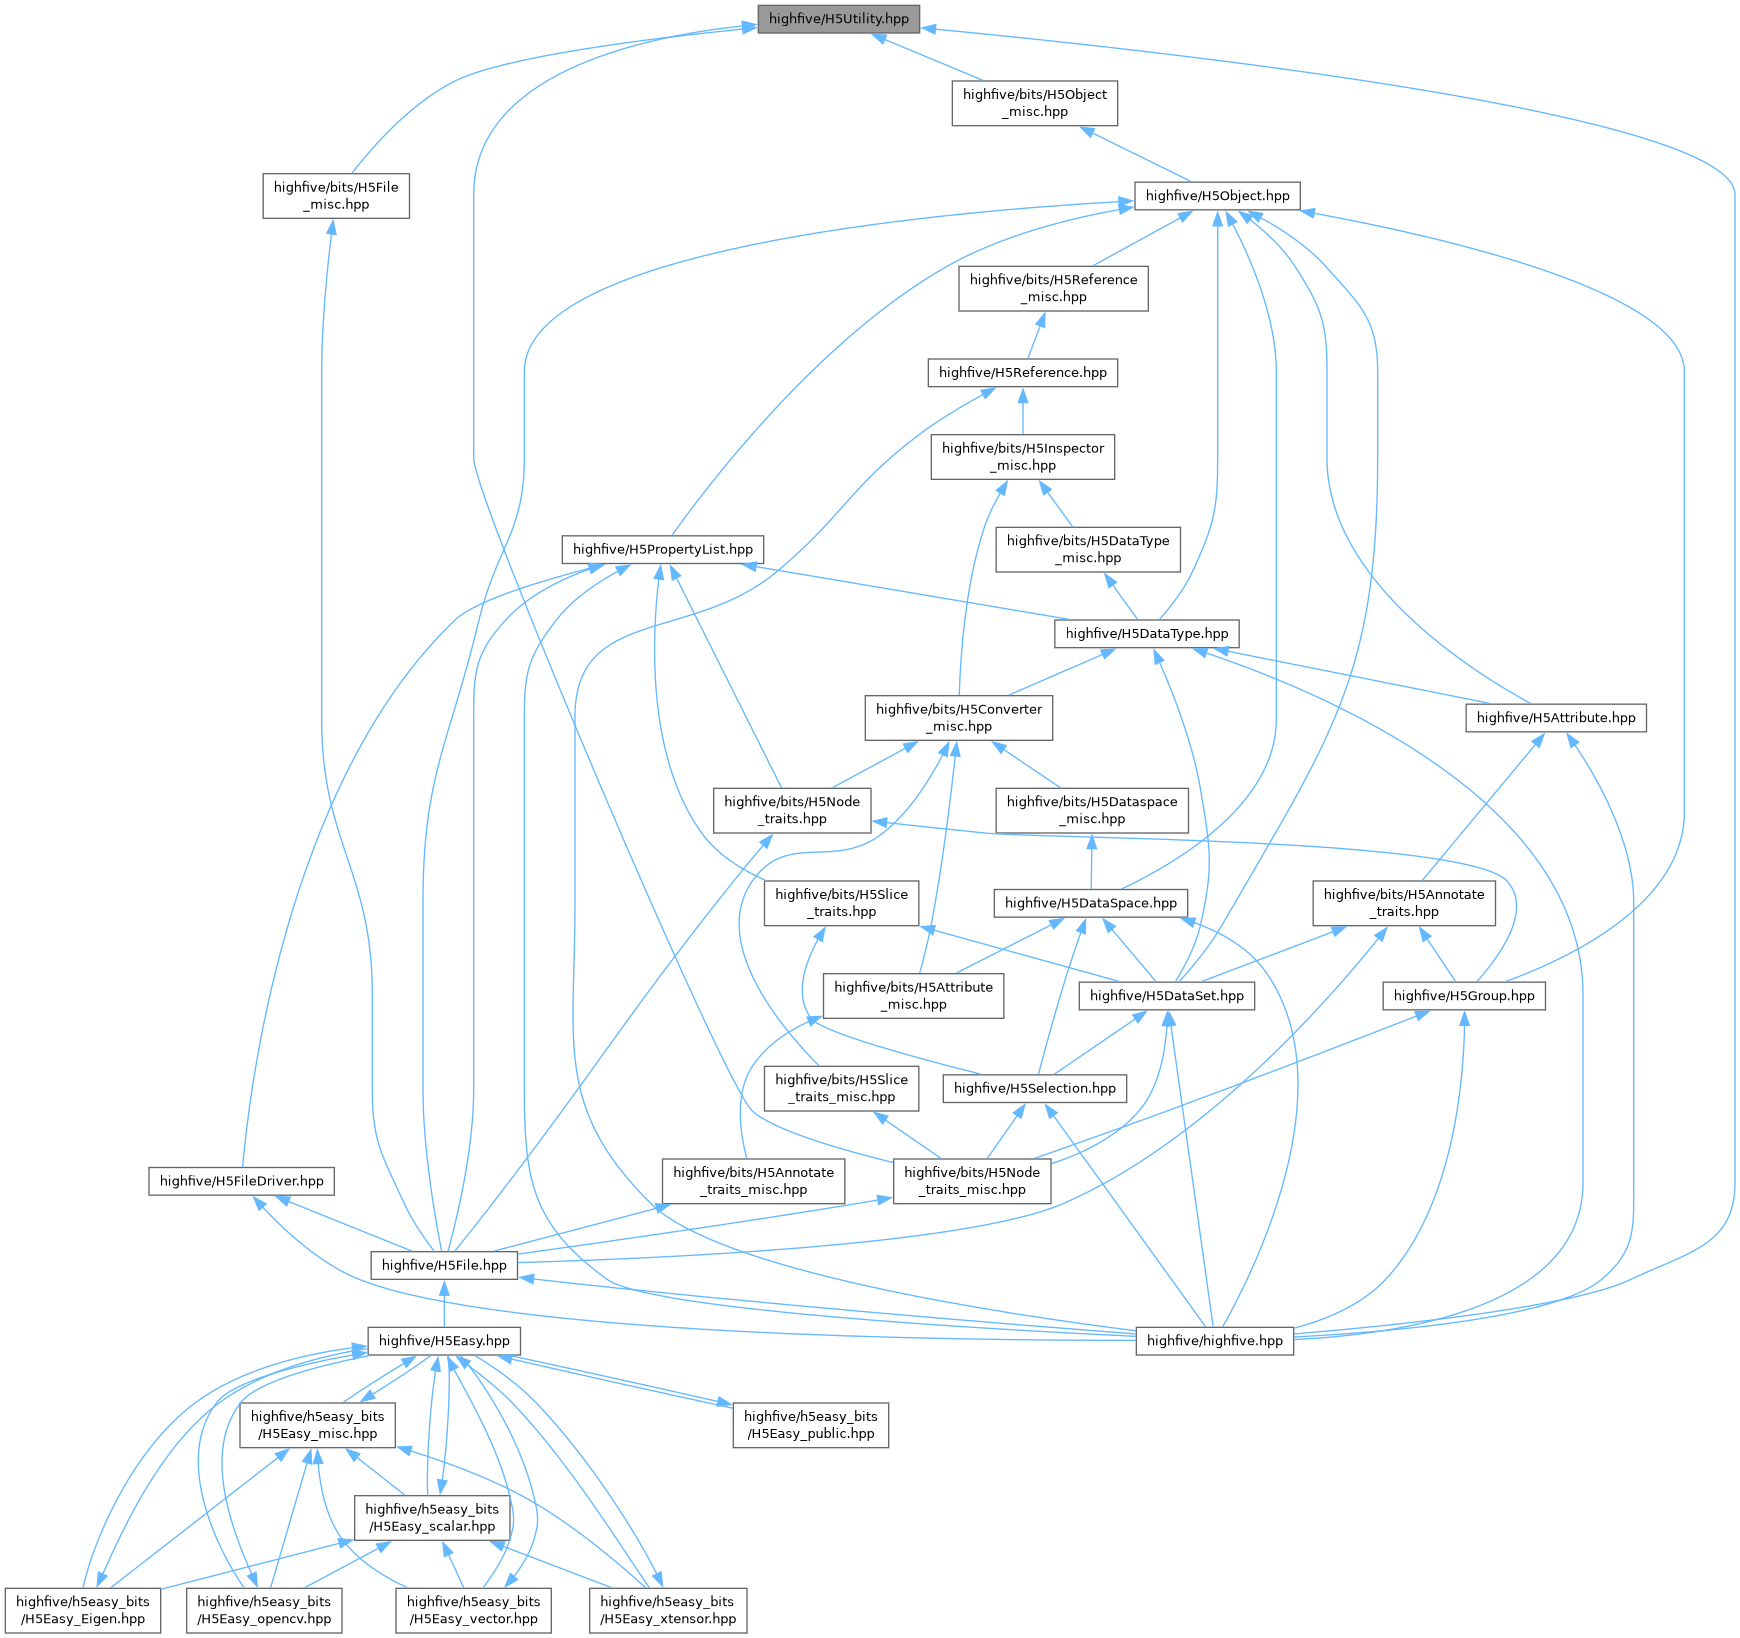 highfive/H5Utility.hpp
highfive/bits/H5Object
_misc.hpp
highfive/bits/H5File
_misc.hpp
highfive/H5Object.hpp
highfive/bits/H5Reference
_misc.hpp
highfive/H5Reference.hpp
highfive/bits/H5Inspector
_misc.hpp
highfive/H5PropertyList.hpp
highfive/bits/H5DataType
_misc.hpp
highfive/H5DataType.hpp
highfive/bits/H5Converter
_misc.hpp
highfive/H5Attribute.hpp
highfive/bits/H5Node
_traits.hpp
highfive/bits/H5Dataspace
_misc.hpp
highfive/bits/H5Slice
_traits.hpp
highfive/H5DataSpace.hpp
highfive/bits/H5Annotate
_traits.hpp
highfive/bits/H5Attribute
_misc.hpp
highfive/H5DataSet.hpp
highfive/H5Group.hpp
highfive/bits/H5Slice
_traits_misc.hpp
highfive/H5Selection.hpp
highfive/H5FileDriver.hpp
highfive/bits/H5Annotate
_traits_misc.hpp
highfive/bits/H5Node
_traits_misc.hpp
highfive/H5File.hpp
highfive/H5Easy.hpp
highfive/highfive.hpp
highfive/h5easy_bits
/H5Easy_misc.hpp
highfive/h5easy_bits
/H5Easy_public.hpp
highfive/h5easy_bits
/H5Easy_scalar.hpp
highfive/h5easy_bits
/H5Easy_Eigen.hpp
highfive/h5easy_bits
/H5Easy_opencv.hpp
highfive/h5easy_bits
/H5Easy_vector.hpp
highfive/h5easy_bits
/H5Easy_xtensor.hpp